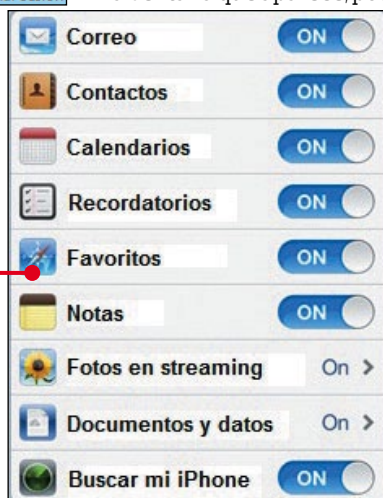 Correo ON
Contactos ON
Calendarios ON
Recordatorios ON
Favoritos ON
Notas ON
Fotos en streaming On >
Documentos y datos On >
Buscar mi iPhone ON